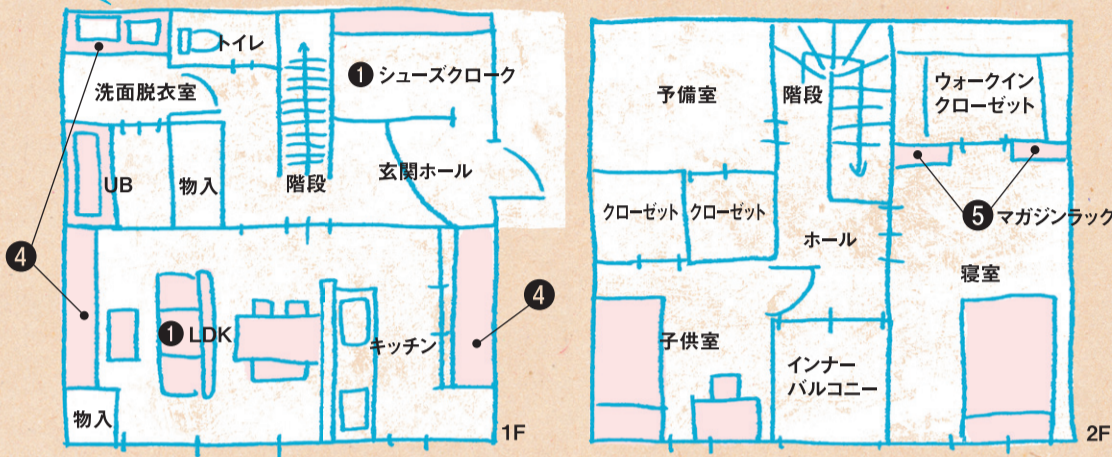 トイレ
❶ シューズクローク
洗面脱衣室
玄関ホール
UB
物入
階段
❹
❹
❶ LDK
キッチン
物入
1F
予備室
階段
ウォークイン
クローゼット
クローゼット
クローゼット
❺ マガジンラック
ホール
寝室
子供室
インナー
バルコニー
2F